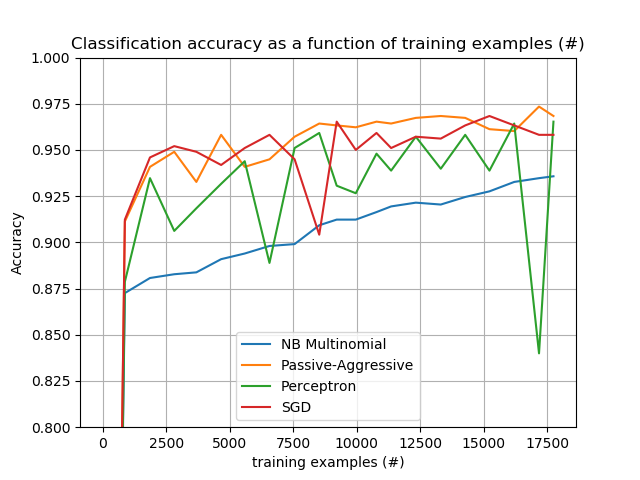 Classification accuracy as a function of training examples (#)
1.000
0.975
0.950
0.925
0.900
0.875
0.850
0.825
0.800
Accuracy
NB Multinomial
Passive-Aggressive
Perceptron
SGD
0 2500 5000 7500 10000 12500 15000 17500
training examples (#)